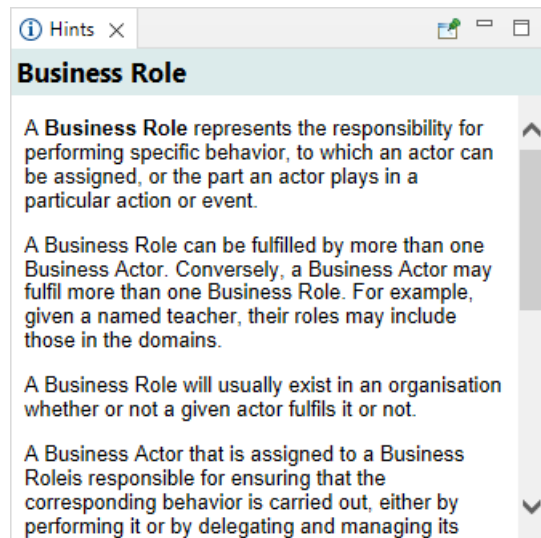 Hints
Business Role
A Business Role represents the responsibility for
performing specific behavior, to which an actor can
be assigned, or the part an actor plays in a
particular action or event.
A Business Role can be fulfilled by more than one
Business Actor. Conversely, a Business Actor may
fulfil more than one Business Role. For example,
given a named teacher, their roles may include
those in the domains.
A Business Role will usually exist in an organisation
whether or not a given actor fulfils it or not.
A Business Actor that is assigned to a Business
Roleis responsible for ensuring that the
corresponding behavior is carried out, either by
performing it or by delegating and managing its